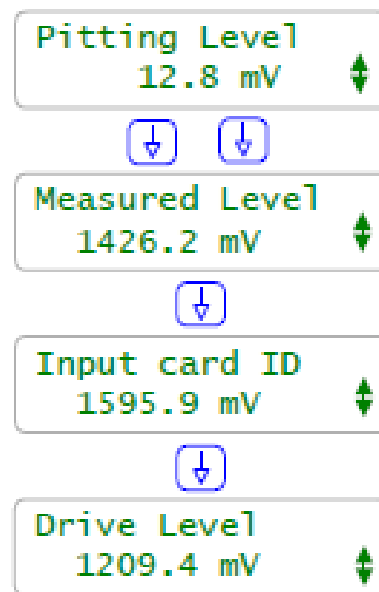 Pitting Level
12.8 mV
Measured Level
1426.2 mV
Input card ID
1595.9 mV
Drive Level
1209.4 mV